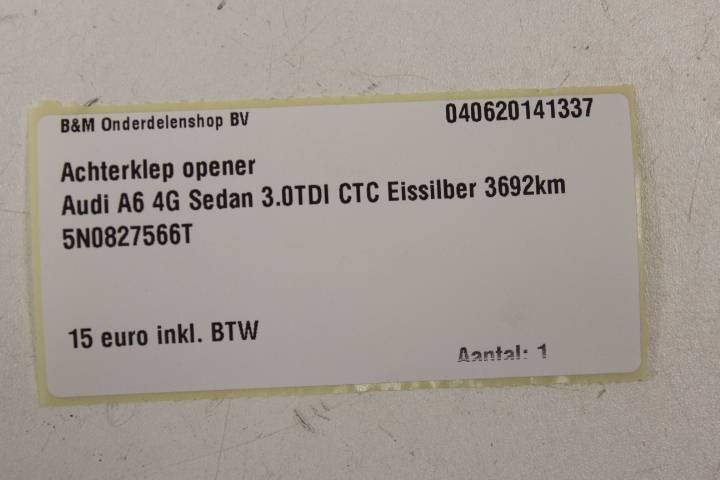 B&M Onderdelenshop BV
040620141337
Achterklep opener
Audi A6 4G Sedan 3.0TDI CTC Eissilber 3692km
5N0827566T
15 euro inkl. BTW
Aantal: 1